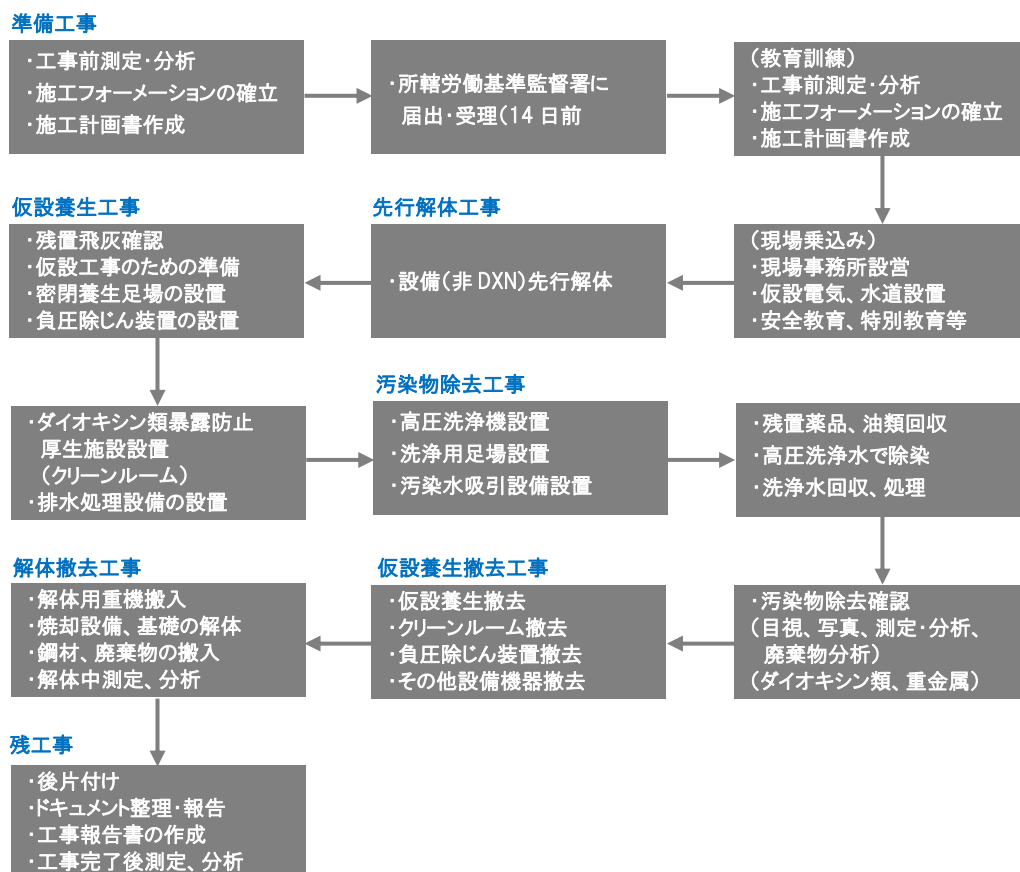 準備工事
・工事前測定・分析
・施工フォーメーションの確立
・施工計画書作成
・所轄労働基準監督署に
届出・受理(14日前
(教育訓練)
・工事前測定・分析
・施工フォーメーションの確立
・施工計画書作成
(現場乗込み)
・現場事務所設営
・仮設電気、水道設置
・安全教育、特別教育等
先行解体工事
・設備(非DXN)先行解体
仮設養生工事
・残置飛灰確認
・仮設工事のための準備
・密閉養生足場の設置
・負圧除じん装置の設置
・ダイオキシン類暴露防止
厚生施設設置
(クリーンルーム)
・排水処理設備の設置
汚染物除去工事
・高圧洗浄機設置
・洗浄用足場設置
・汚染水吸引設備設置
・残置薬品、油類回収
・高圧洗浄水で除染
・洗浄水回収、処理
・汚染物除去確認
(目視、写真、測定・分析、
廃棄物分析)
(ダイオキシン類、重金属)
仮設養生撤去工事
・仮設養生撤去
・クリーンルーム撤去
・負圧除じん装置撤去
・その他設備機器撤去
解体撤去工事
・解体用重機搬入
・焼却設備、基礎の解体
・鋼材、廃棄物の搬入
・解体中測定、分析
残工事
・後片付け
・ドキュメント整理・報告
・工事報告書の作成
・工事完了後測定、分析